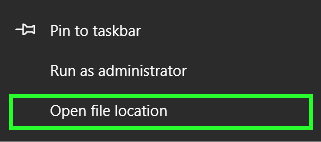 Pin to taskbar
Run as administrator
Open file location